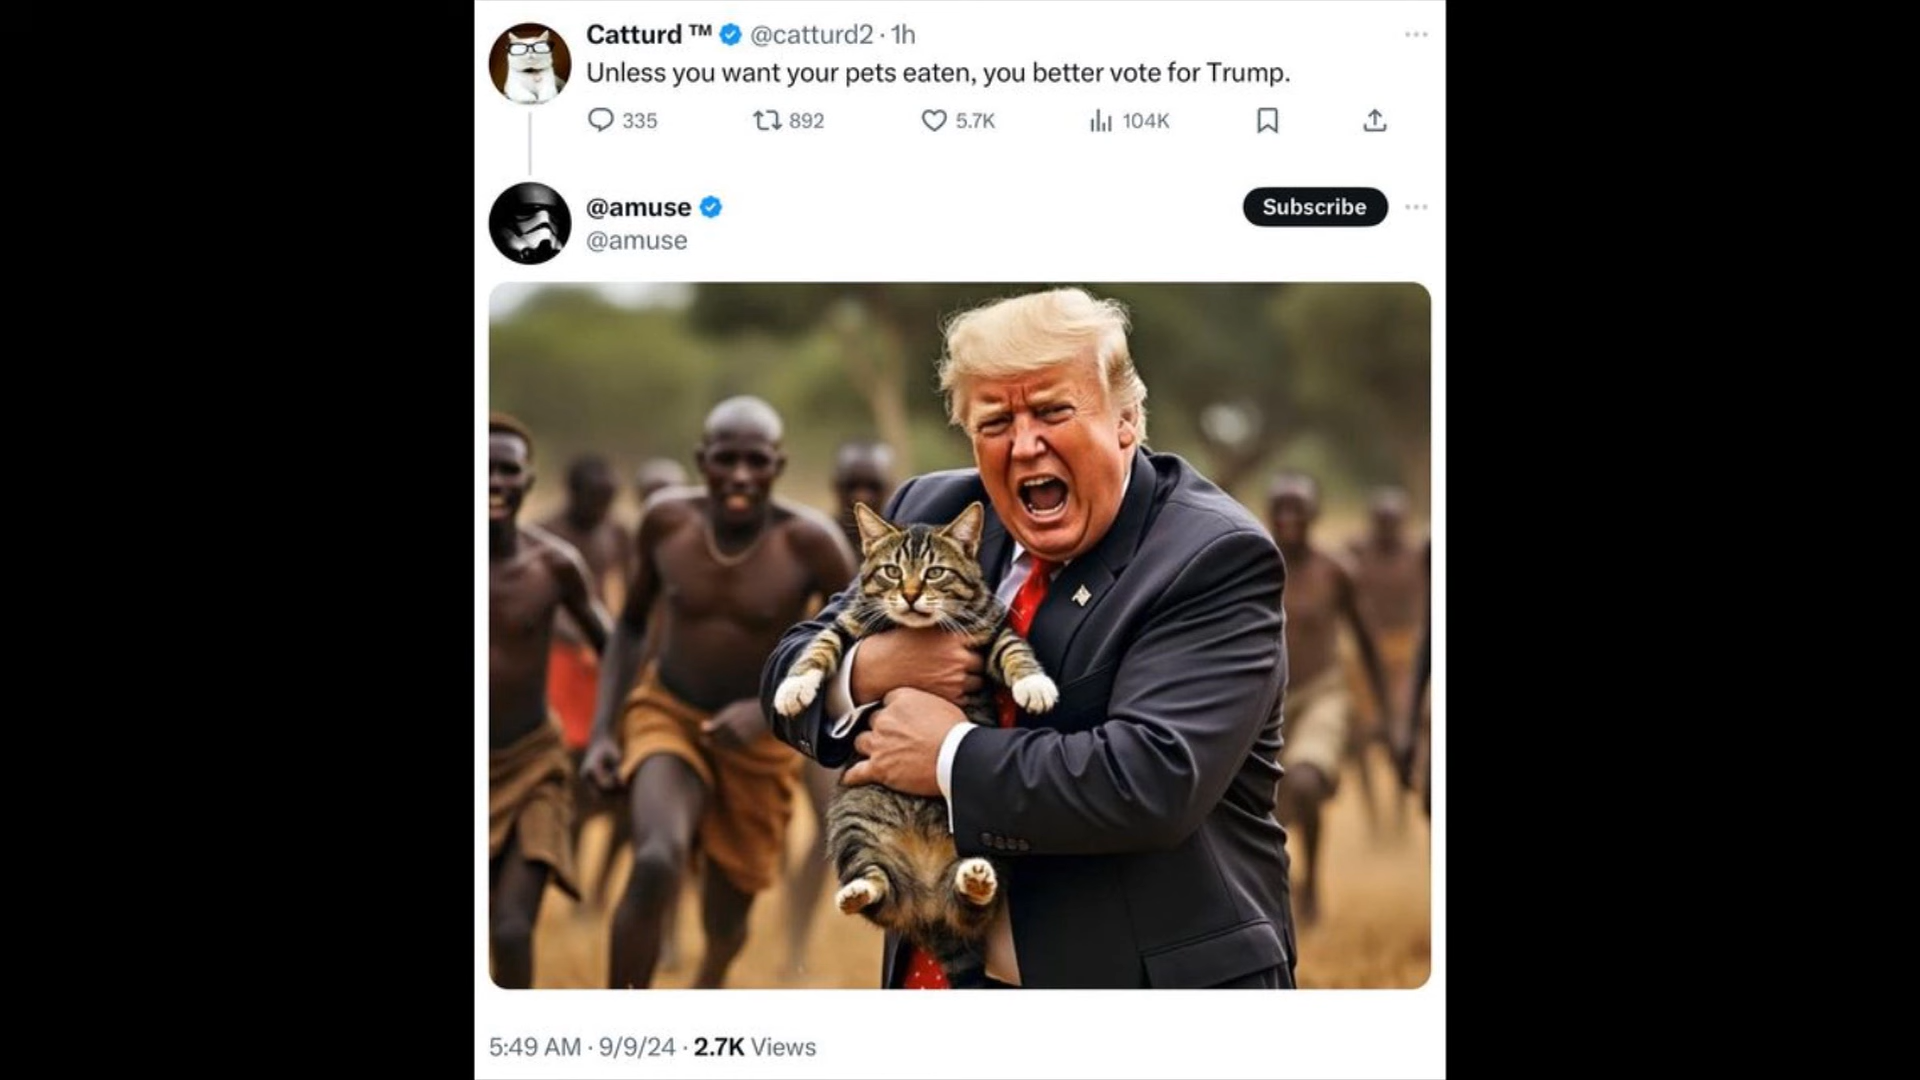 Catturd ™ @catturd2 · 1h
Unless you want your pets eaten, you better vote for Trump.
335 892 5.7K 104K
@amuse
Subscribe
@amuse
5:49 AM · 9/9/24 · 2.7K Views